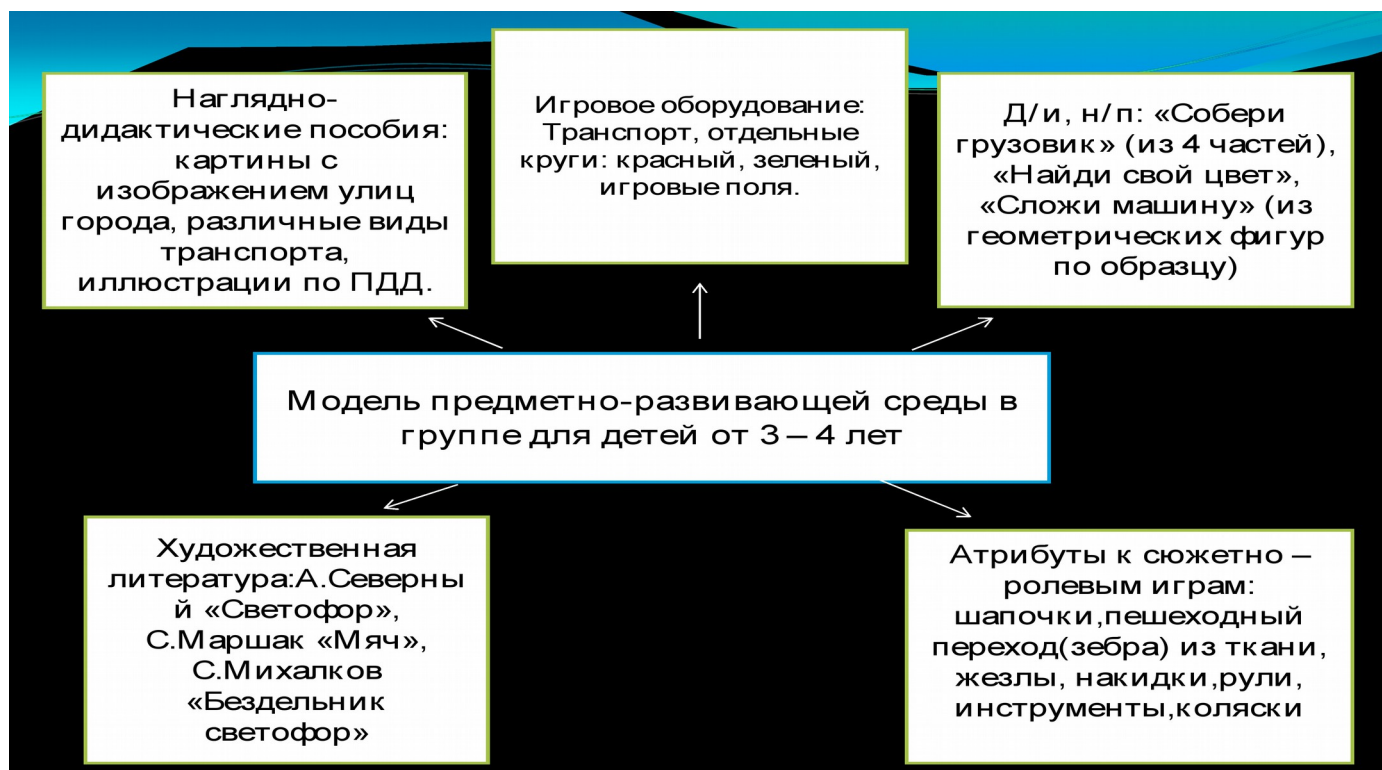 Наглядно-
дидактические пособия:
картины с
изображением улиц
города, различные виды
транспорта,
иллюстрации по ПДД.
Игровое оборудование:
Транспорт, отдельные
круги: красный, зеленый,
игровые поля.
Д/и, н/п: «Собери
грузовик» (из 4 частей),
«Найди свой цвет»,
«Сложи машину» (из
геометрических фигур
по образцу)
Модель предметно-развивающей среды в
группе для детей от 3 – 4 лет
Художественная
литература:А.Северны
й «Светофор»,
С.Маршак «Мяч»,
С.Михалков
«Бездельник
светофор»
Атрибуты к сюжетно –
ролевым играм:
шапочки,пешеходный
переход(зебра) из ткани,
жезлы, накидки,рули,
инструменты,коляски